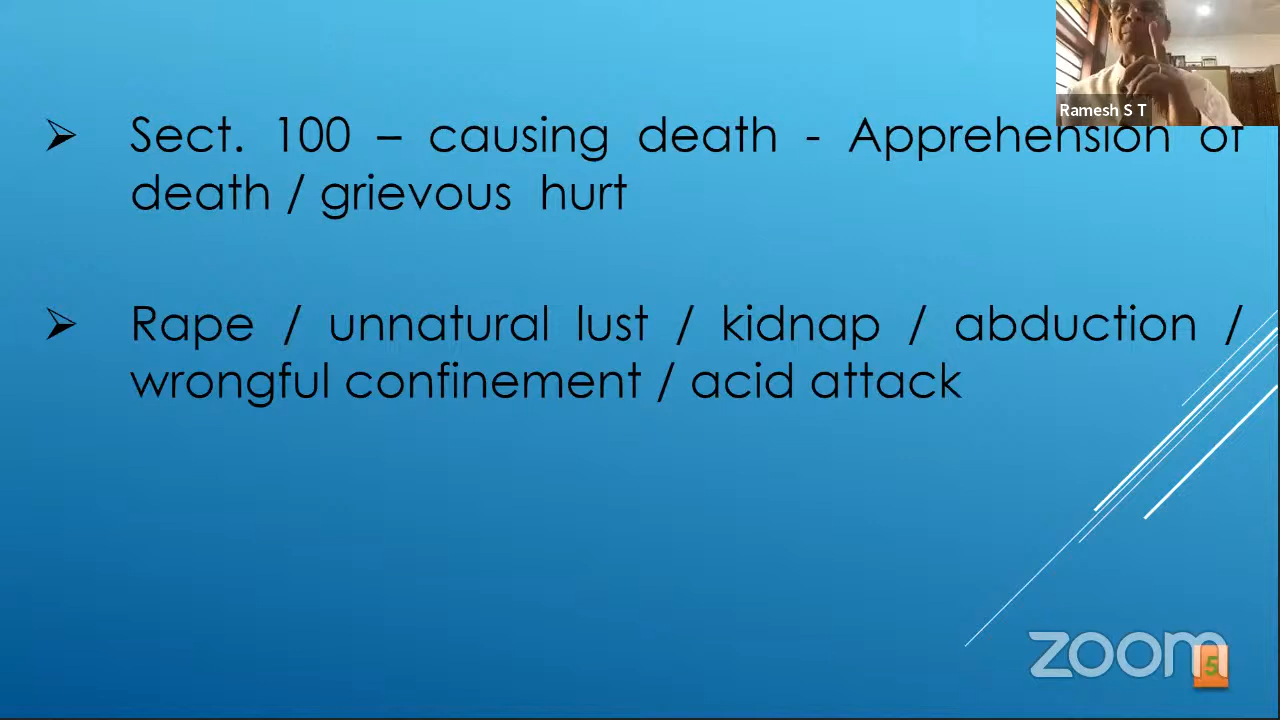 Ramesh S T
➢ Sect. 100 – causing death - Apprehension of
death / grievous hurt
➢ Rape / unnatural lust / kidnap / abduction /
wrongful confinement / acid attack
zoom
5